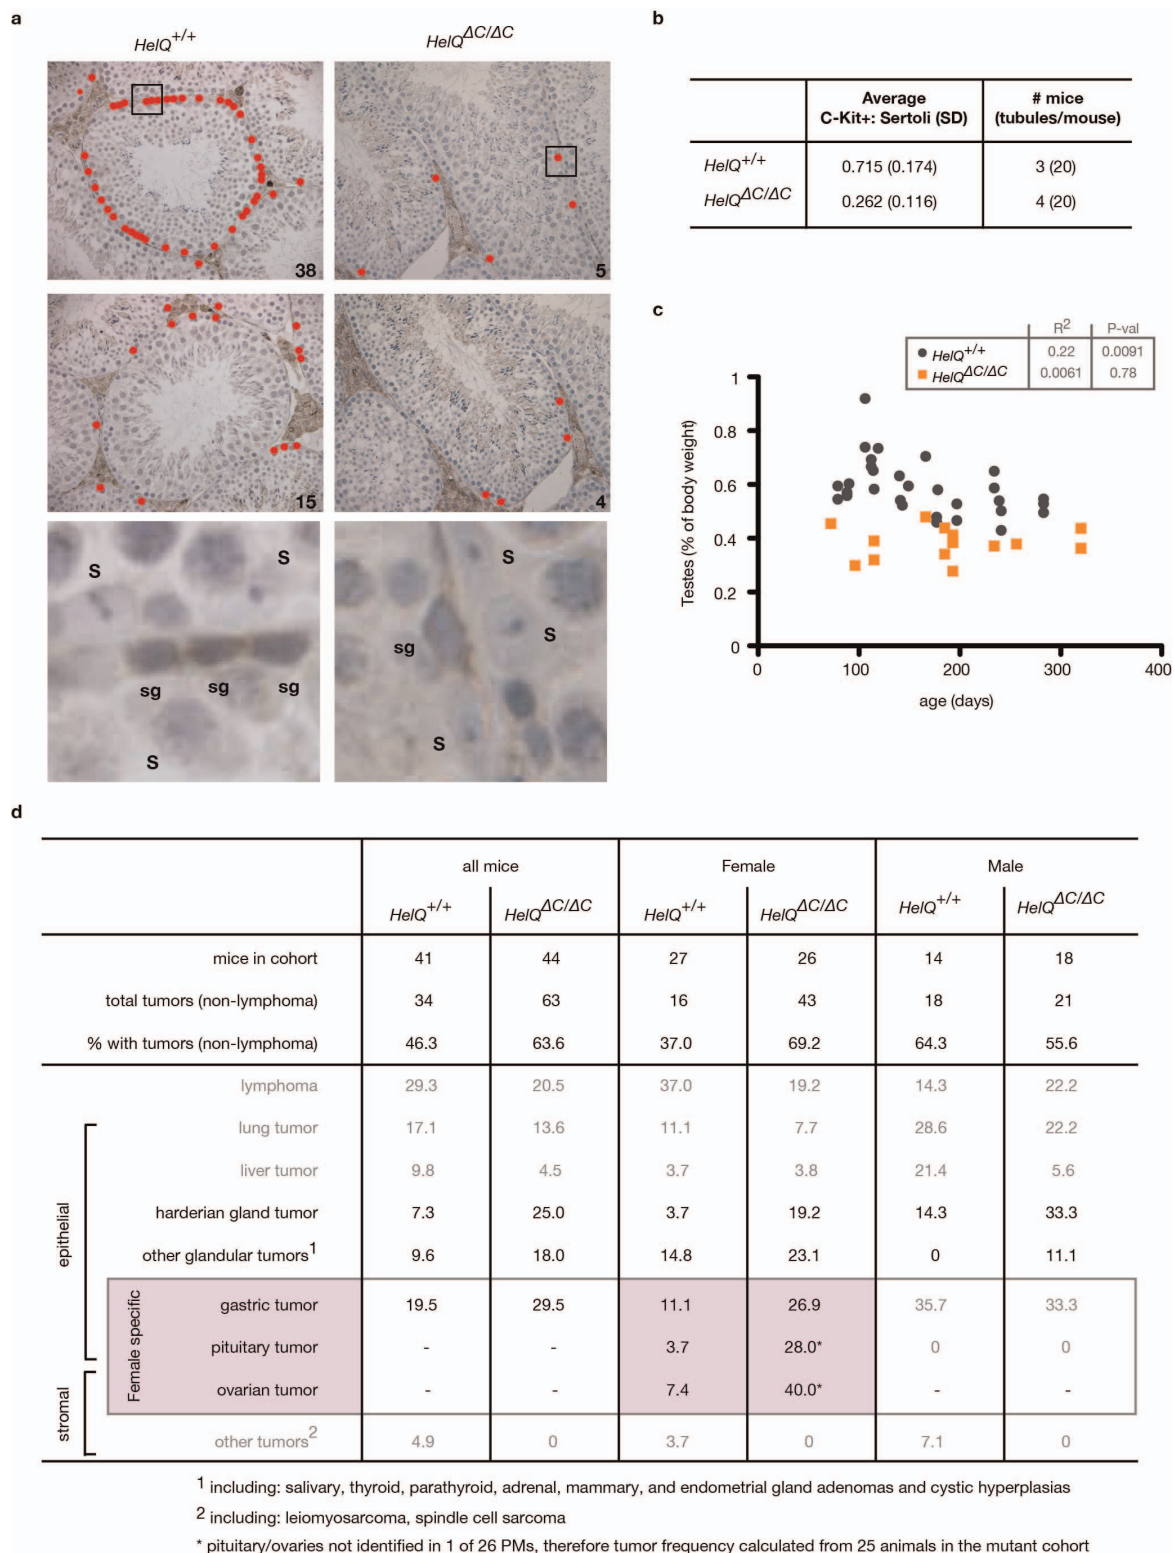 a
HelQ+/+
HelQΔC/ΔC
38
5
15
4
S
S
sg
sg
sg
S
S
sg
S
S
b
Average C-Kit+: Sertoli (SD)
# mice (tubules/mouse)
HelQ+/+ 0.715 (0.174) 3 (20)
HelQΔC/ΔC 0.262 (0.116) 4 (20)
c
R2 P-val
HelQ+/+ 0.22 0.0091
HelQΔC/ΔC 0.0061 0.78
1
0.8
0.6
0.4
0.2
0
Testes (% of body weight)
0 100 200 300 400
age (days)
d
all mice Female Male
HelQ+/+ HelQΔC/ΔC HelQ+/+ HelQΔC/ΔC HelQ+/+ HelQΔC/ΔC
mice in cohort 41 44 27 26 14 18
total tumors (non-lymphoma) 34 63 16 43 18 21
% with tumors (non-lymphoma) 46.3 63.6 37.0 69.2 64.3 55.6
lymphoma 29.3 20.5 37.0 19.2 14.3 22.2
epithelial
lung tumor 17.1 13.6 11.1 7.7 28.6 22.2
liver tumor 9.8 4.5 3.7 3.8 21.4 5.6
harderian gland tumor 7.3 25.0 3.7 19.2 14.3 33.3
other glandular tumors1 9.6 18.0 14.8 23.1 0 11.1
Female specific
gastric tumor 19.5 29.5 11.1 26.9 35.7 33.3
pituitary tumor - - 3.7 28.0* 0 0
stromal
ovarian tumor - - 7.4 40.0* - -
other tumors2 4.9 0 3.7 0 7.1 0
1 including: salivary, thyroid, parathyroid, adrenal, mammary, and endometrial gland adenomas and cystic hyperplasias
2 including: leiomyosarcoma, spindle cell sarcoma
* pituitary/ovaries not identified in 1 of 26 PMs, therefore tumor frequency calculated from 25 animals in the mutant cohort